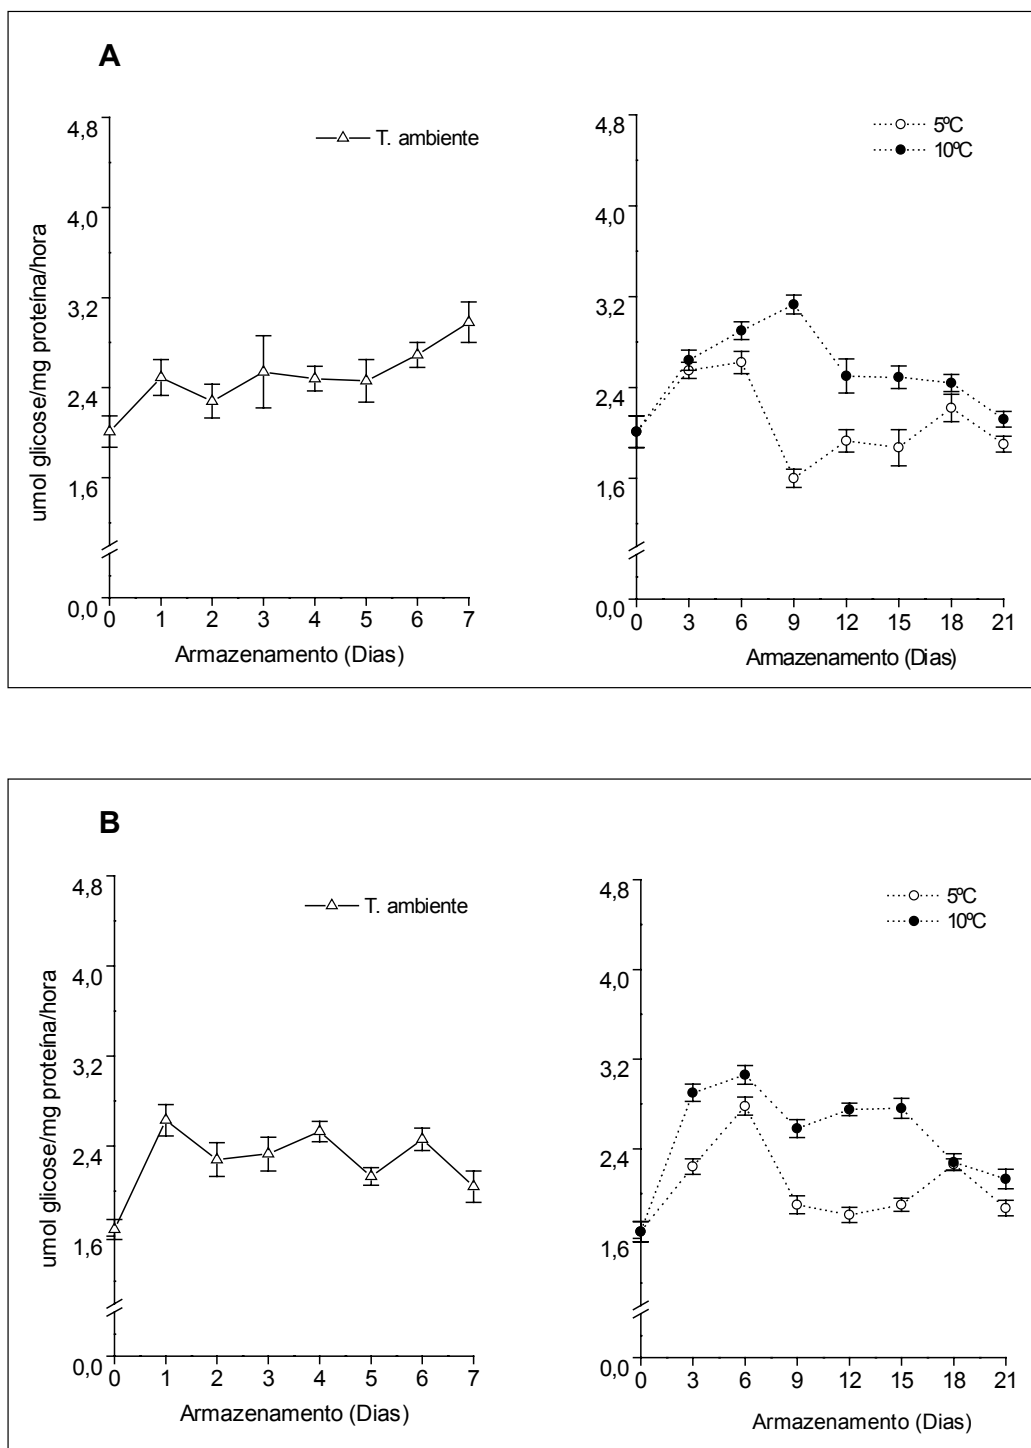 A
T. ambiente
4,8
4,0
3,2
2,4
1,6
0,0
umol glicose/mg proteína/hora
0 1 2 3 4 5 6 7
Armazenamento (Dias)
5ºC
10ºC
4,8
4,0
3,2
2,4
1,6
0,0
0 3 6 9 12 15 18 21
Armazenamento (Dias)
B
T. ambiente
4,8
4,0
3,2
2,4
1,6
0,0
umol glicose/mg proteína/hora
0 1 2 3 4 5 6 7
Armazenamento (Dias)
5ºC
10ºC
4,8
4,0
3,2
2,4
1,6
0,0
0 3 6 9 12 15 18 21
Armazenamento (Dias)